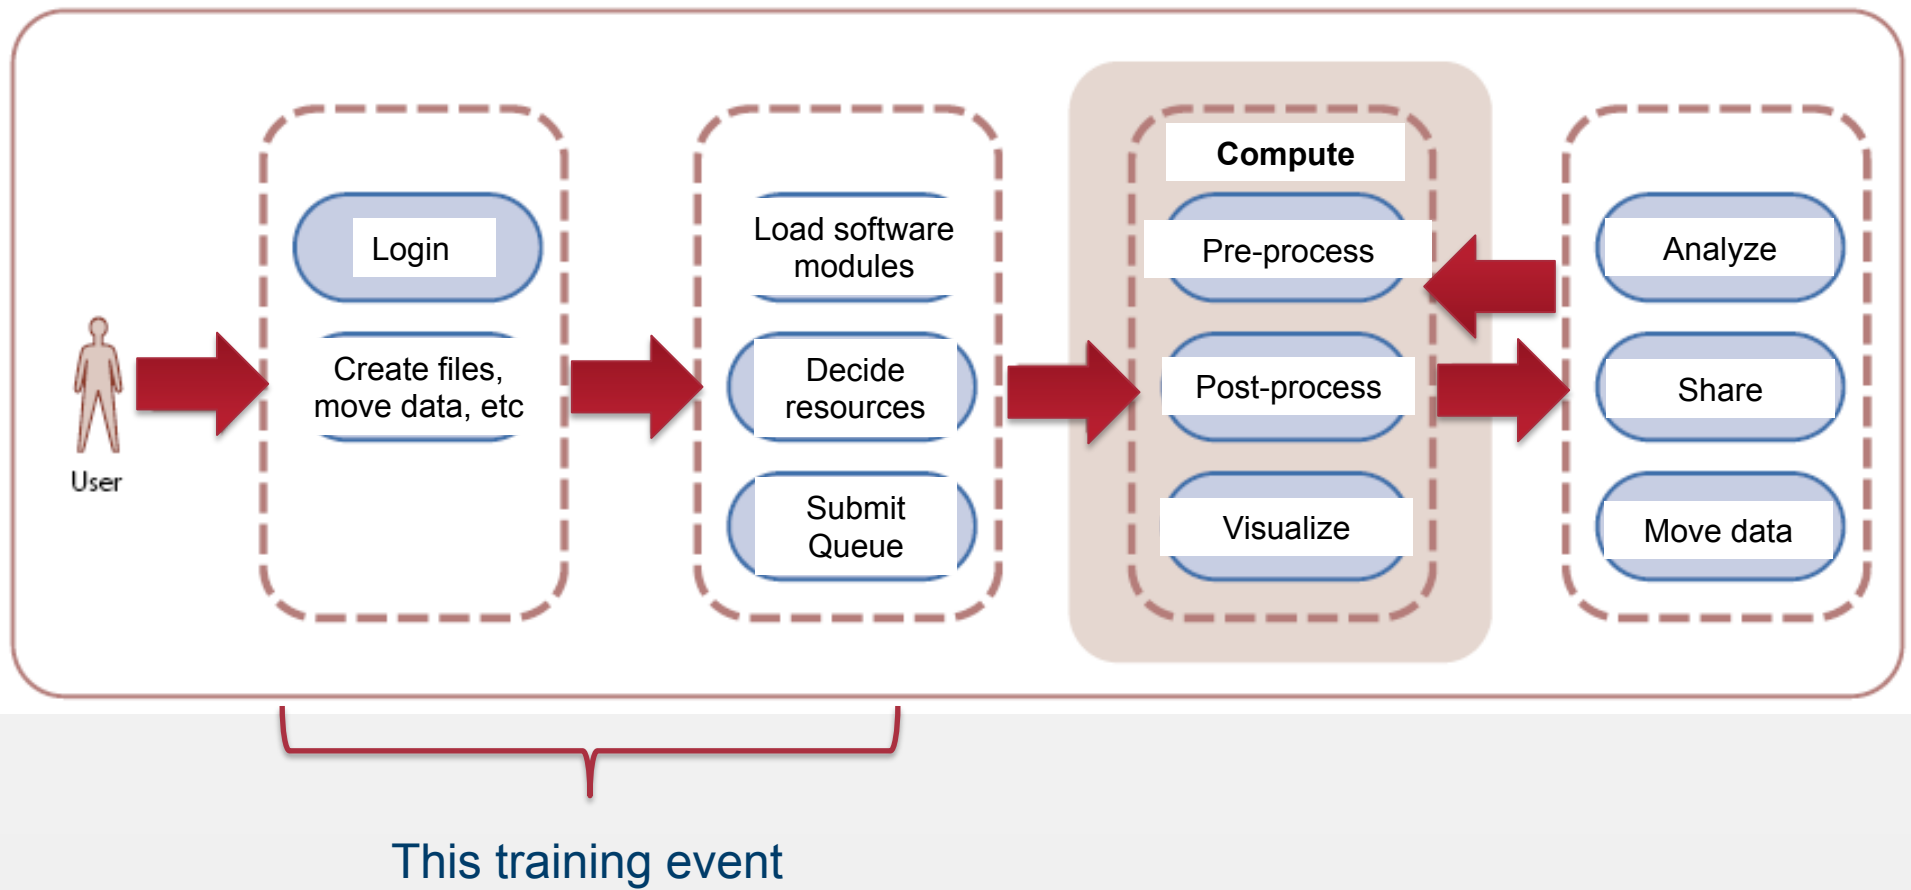 User
Login
Create files,
move data, etc
Load software
modules
Decide
resources
Submit
Queue
Compute
Pre-process
Post-process
Visualize
Analyze
Share
Move data
This training event